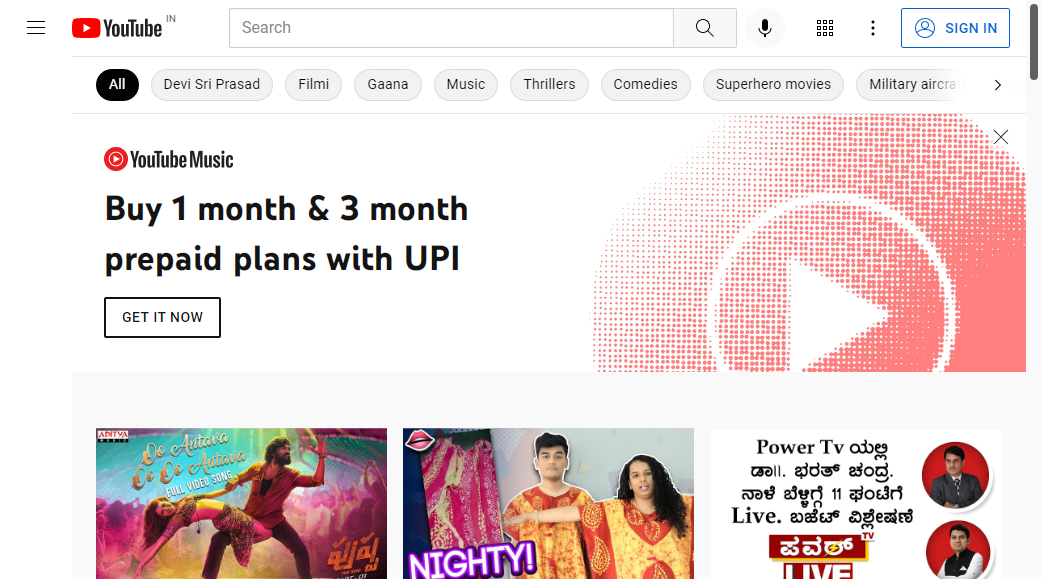 YouTube IN
Search
SIGN IN
All
Devi Sri Prasad
Filmi
Gaana
Music
Thrillers
Comedies
Superhero movies
Military aircra
YouTube Music
Buy 1 month & 3 month
prepaid plans with UPI
GET IT NOW
ADITYA
MUSIC
Oo Antava
Oo Oo Antava
FULL VIDEO SONG
పుష్ప
NIGHTY!
Power Tv ಯಲ್ಲಿ
ಡಾ॥. ಭರತ್ ಚಂದ್ರ.
ನಾಳೆ ಬೆಳ್ಳಿಗ್ಗೆ 11 ಘಂಟೆಗೆ
Live. ಬಜೆಟ್ ವಿಶ್ಲೇಷಣೆ
ಪವರ್ TV
LIVE